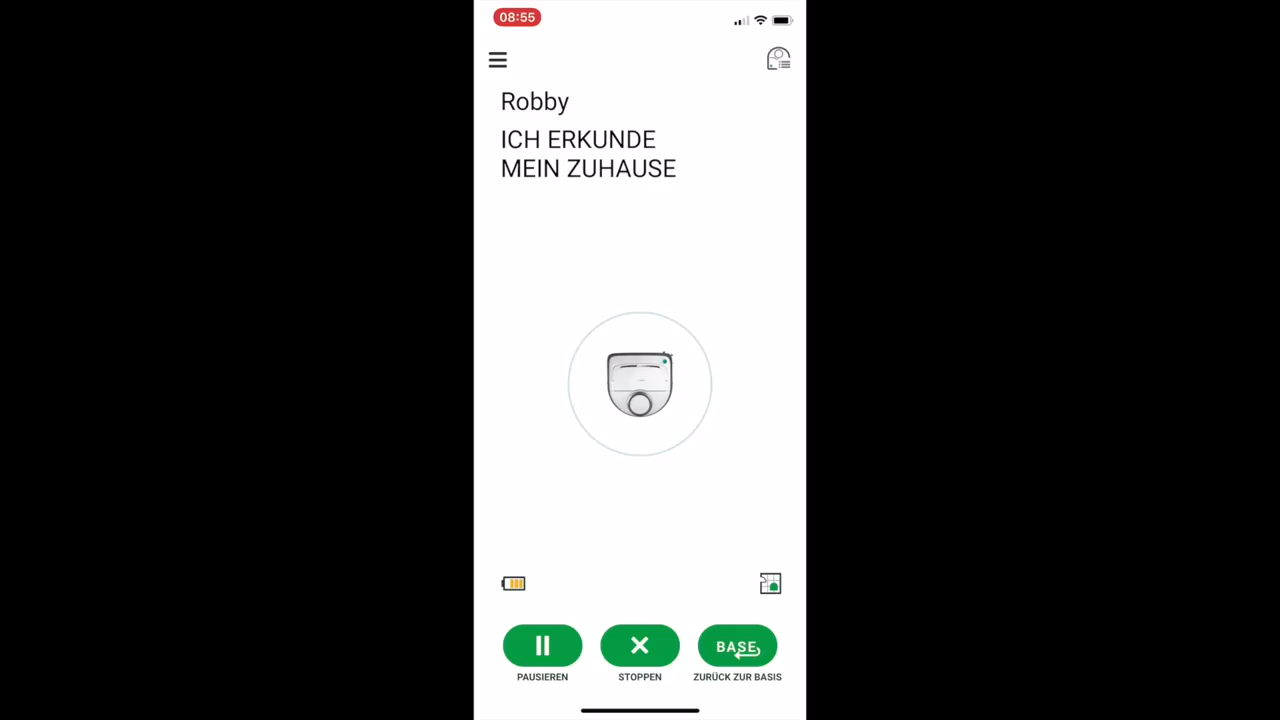 08:55
Robby
ICH ERKUNDE
MEIN ZUHAUSE
BASE
PAUSIEREN
STOPPEN
ZURÜCK ZUR BASIS